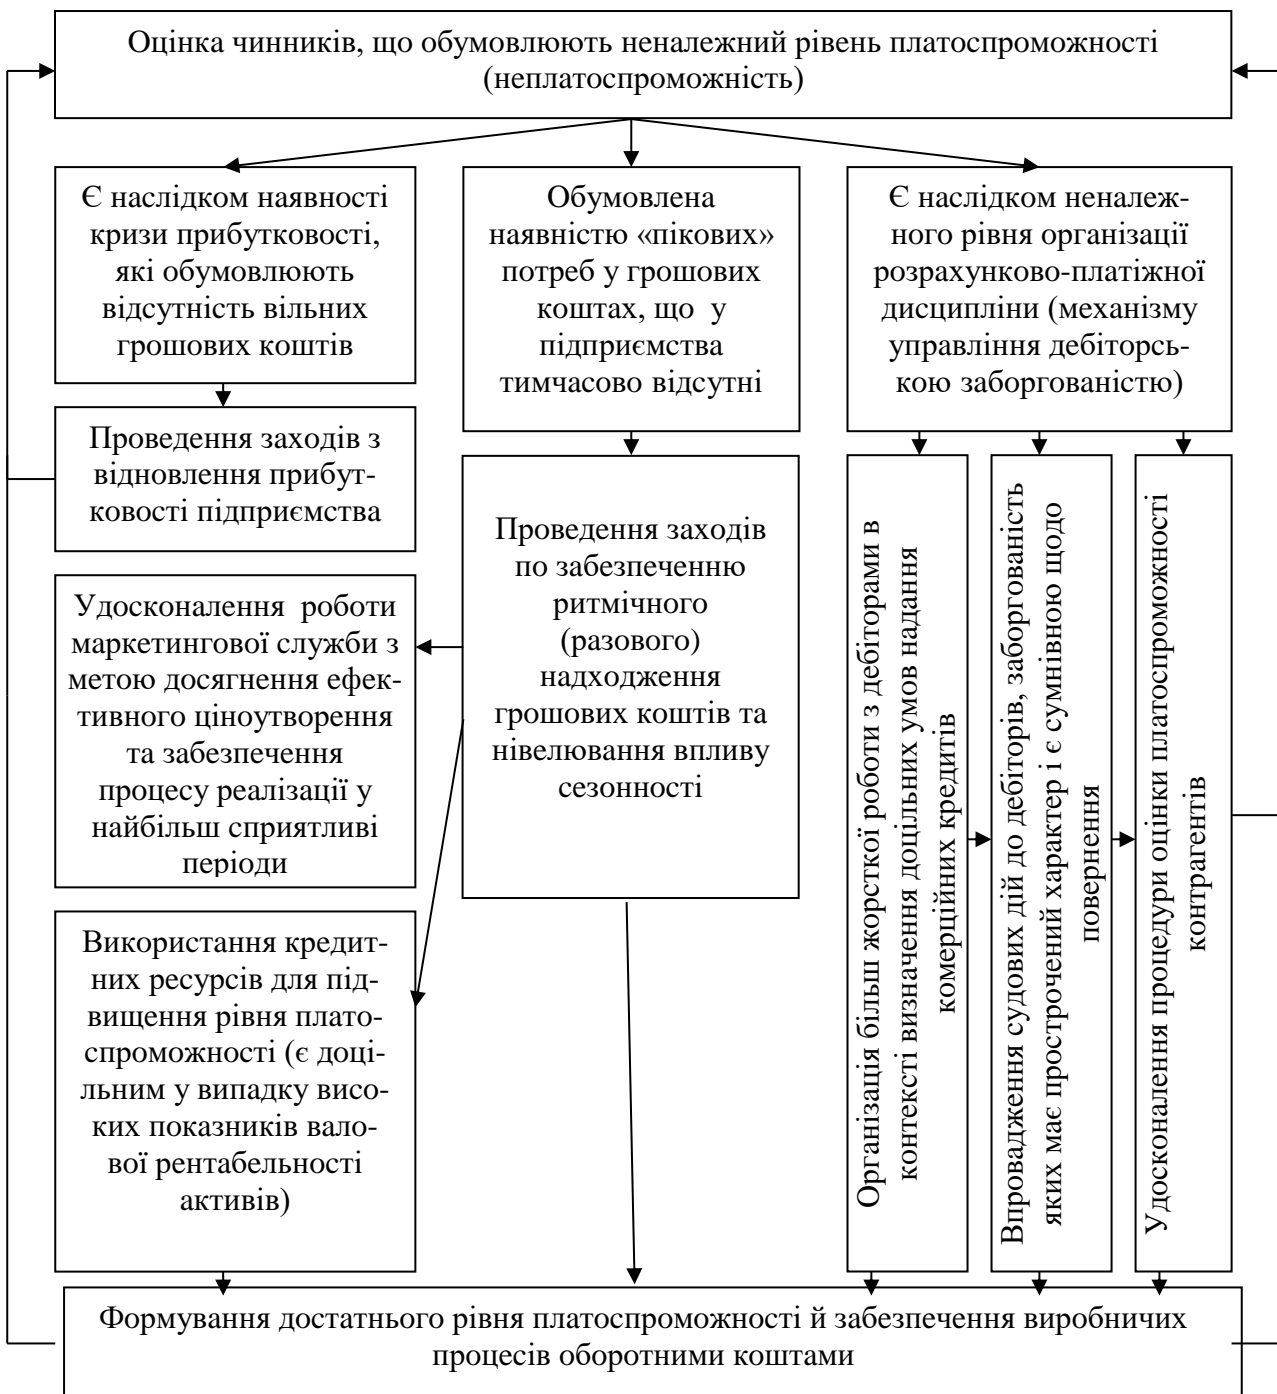 Оцінка чинників, що обумовлюють неналежний рівень платоспроможності
(неплатоспроможність)
Є наслідком наявності
кризи прибутковості,
які обумовлюють
відсутність вільних
грошових коштів
Обумовлена
наявністю «пікових»
потреб у грошових
коштах, що у
підприємства
тимчасово відсутні
Є наслідком неналеж-
ного рівня організації
розрахунково-платіжної
дисципліни (механізму
управління дебіторсь-
кою заборгованістю)
Проведення заходів з
відновлення прибут-
ковості підприємства
Проведення заходів
по забезпеченню
ритмічного
(разового)
надходження
грошових коштів та
нівелювання впливу
сезонності
Удосконалення роботи
маркетингової служби з
метою досягнення ефек-
тивного ціноутворення
та забезпечення
процесу реалізації у
найбільш сприятливі
періоди
Використання кредит-
них ресурсів для під-
вищення рівня плато-
спроможності (є доці-
льним у випадку висо-
ких показників вало-
вої рентабельності
активів)
Організація більш жорсткої роботи з дебіторами в
контексті визначення доцільних умов надання
комерційних кредитів
Впровадження судових дій до дебіторів, заборгованість
яких має прострочений характер і є сумнівною щодо
повернення
Удосконалення процедури оцінки платоспроможності
контрагентів
Формування достатнього рівня платоспроможності й забезпечення виробничих
процесів оборотними коштами